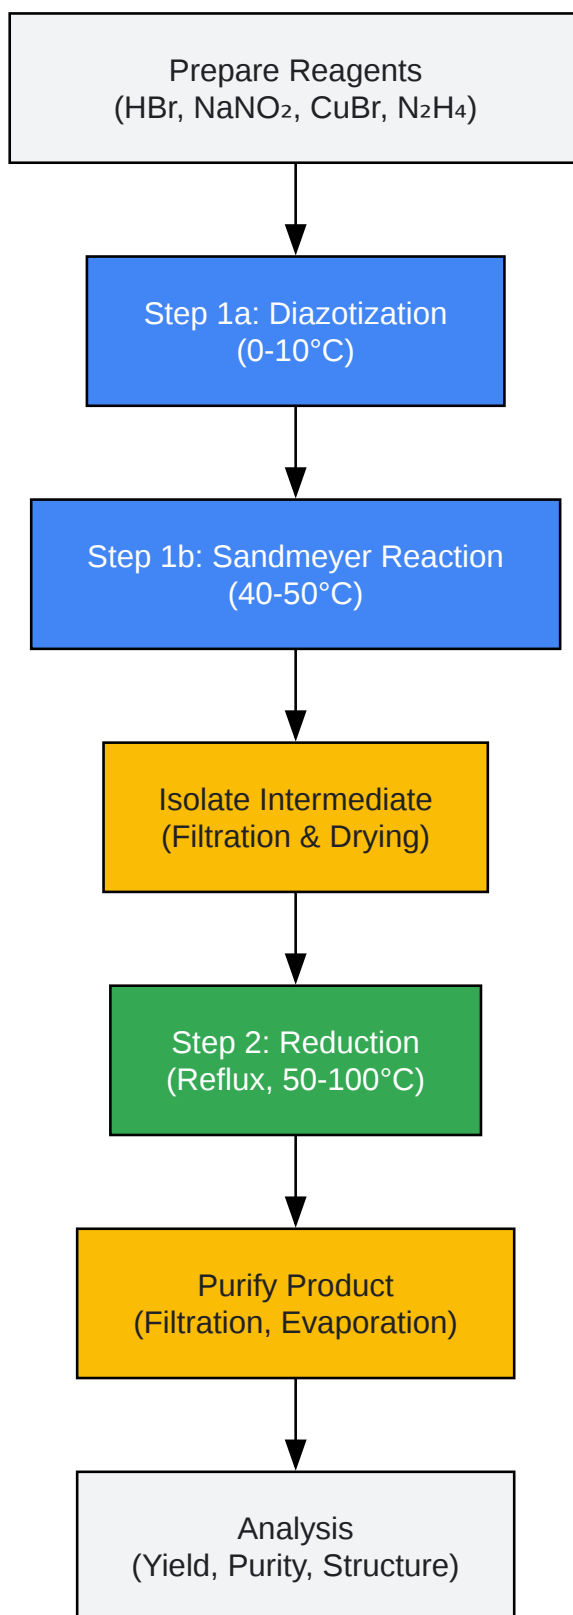 Prepare Reagents
(HBr, NaNO₂, CuBr, N₂H₄)
Step 1a: Diazotization
(0-10°C)
Step 1b: Sandmeyer Reaction
(40-50°C)
Isolate Intermediate
(Filtration & Drying)
Step 2: Reduction
(Reflux, 50-100°C)
Purify Product
(Filtration, Evaporation)
Analysis
(Yield, Purity, Structure)